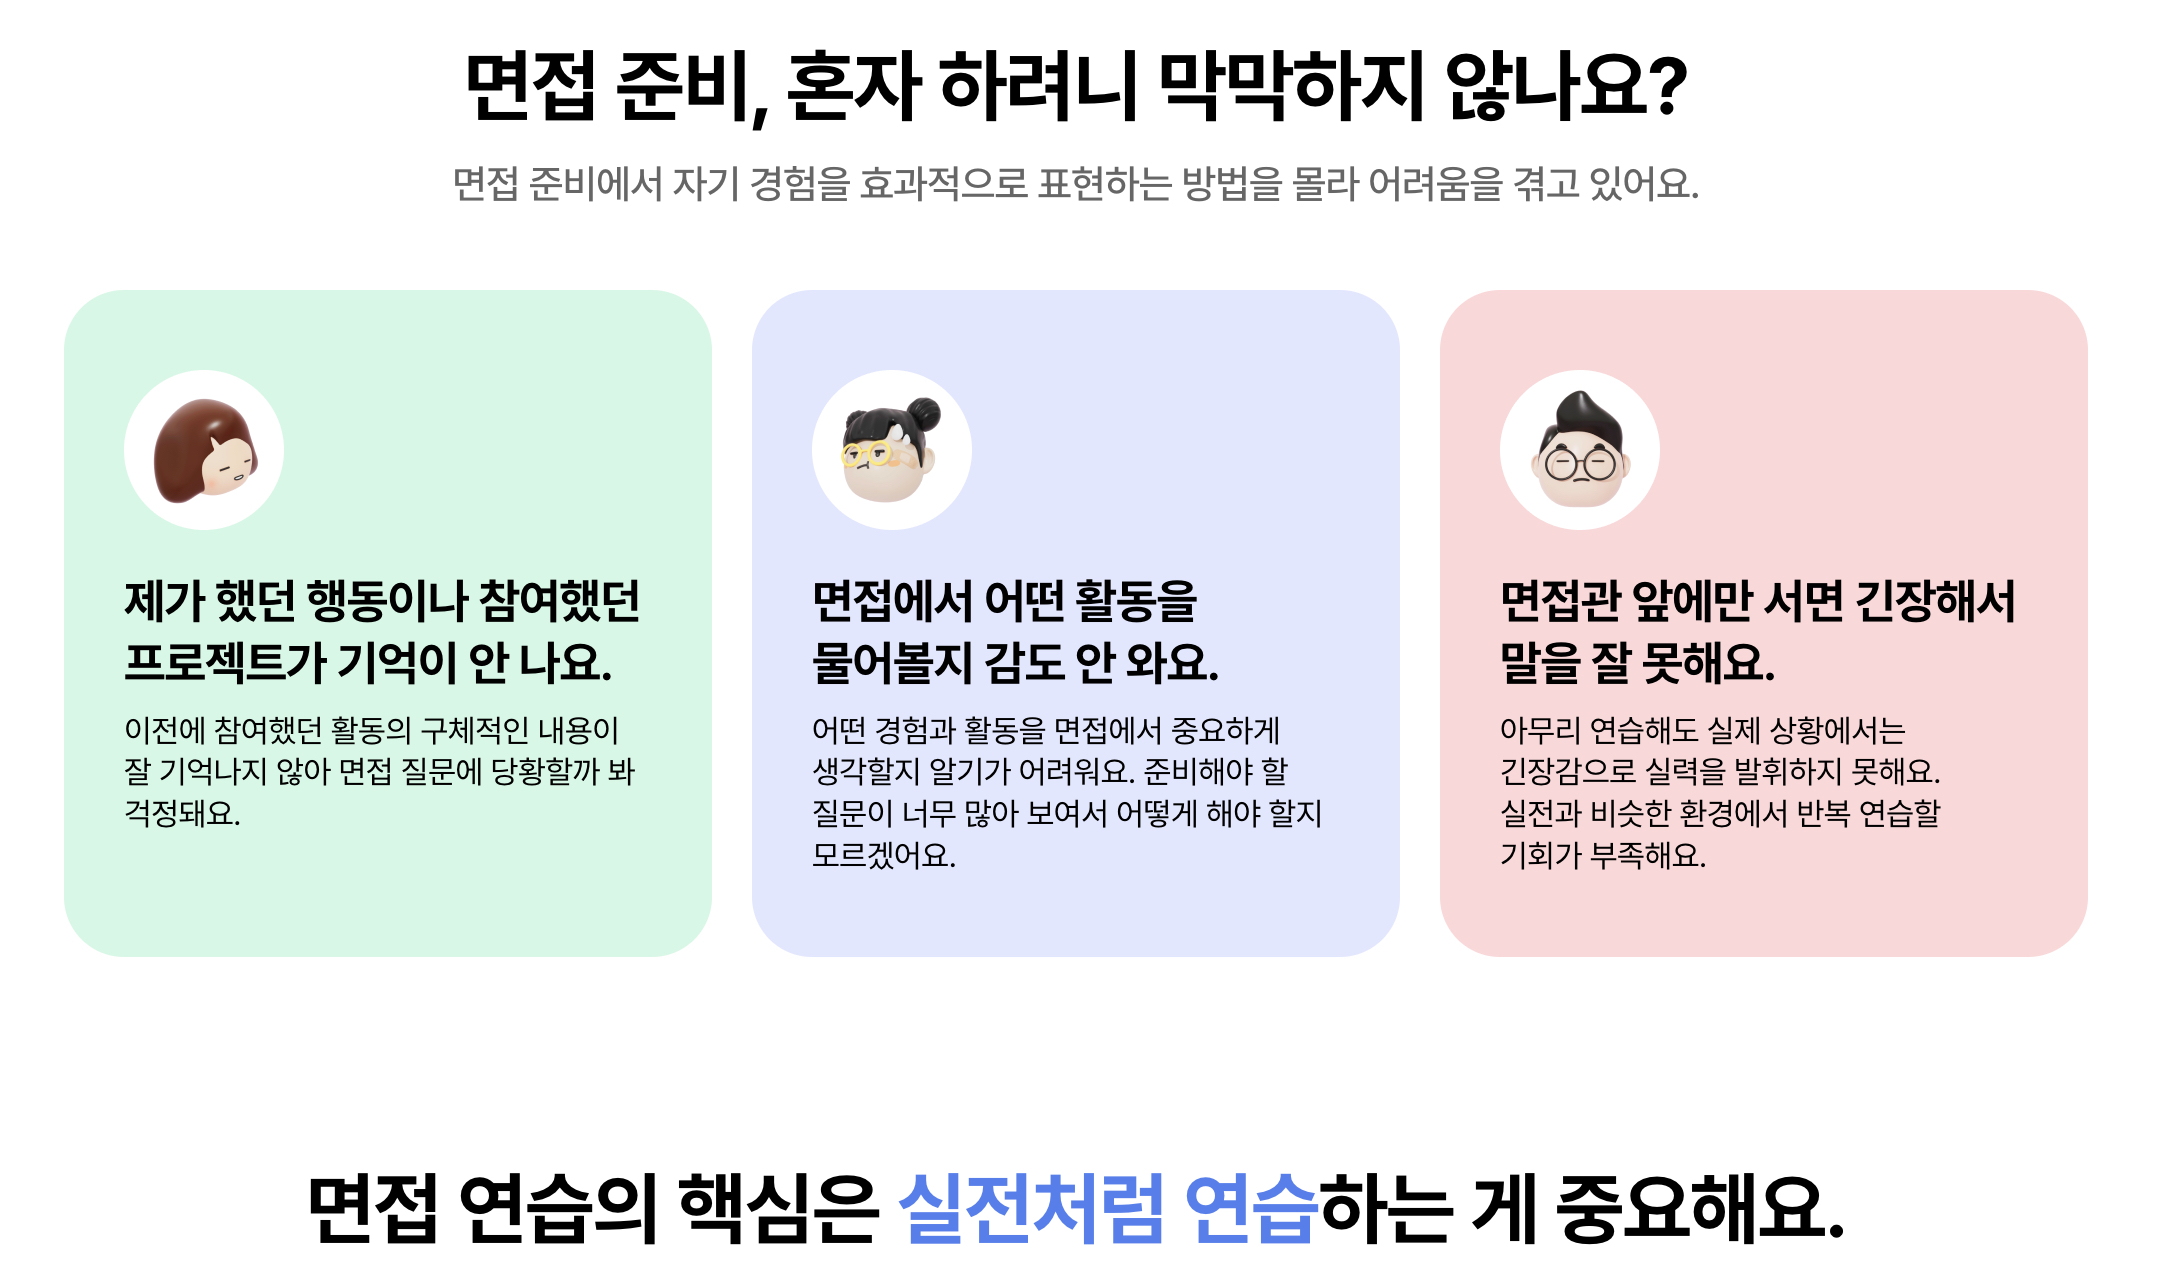 면접 준비, 혼자 하려니 막막하지 않나요?
면접 준비에서 자기 경험을 효과적으로 표현하는 방법을 몰라 어려움을 겪고 있어요.
제가 했던 행동이나 참여했던
프로젝트가 기억이 안 나요.
이전에 참여했던 활동의 구체적인 내용이
잘 기억나지 않아 면접 질문에 당황할까 봐
걱정돼요.
면접에서 어떤 활동을
물어볼지 감도 안 와요.
어떤 경험과 활동을 면접에서 중요하게
생각할지 알기가 어려워요. 준비해야 할
질문이 너무 많아 보여서 어떻게 해야 할지
모르겠어요.
면접관 앞에만 서면 긴장해서
말을 잘 못해요.
아무리 연습해도 실제 상황에서는
긴장감으로 실력을 발휘하지 못해요.
실전과 비슷한 환경에서 반복 연습할
기회가 부족해요.
면접 연습의 핵심은 실전처럼 연습하는 게 중요해요.